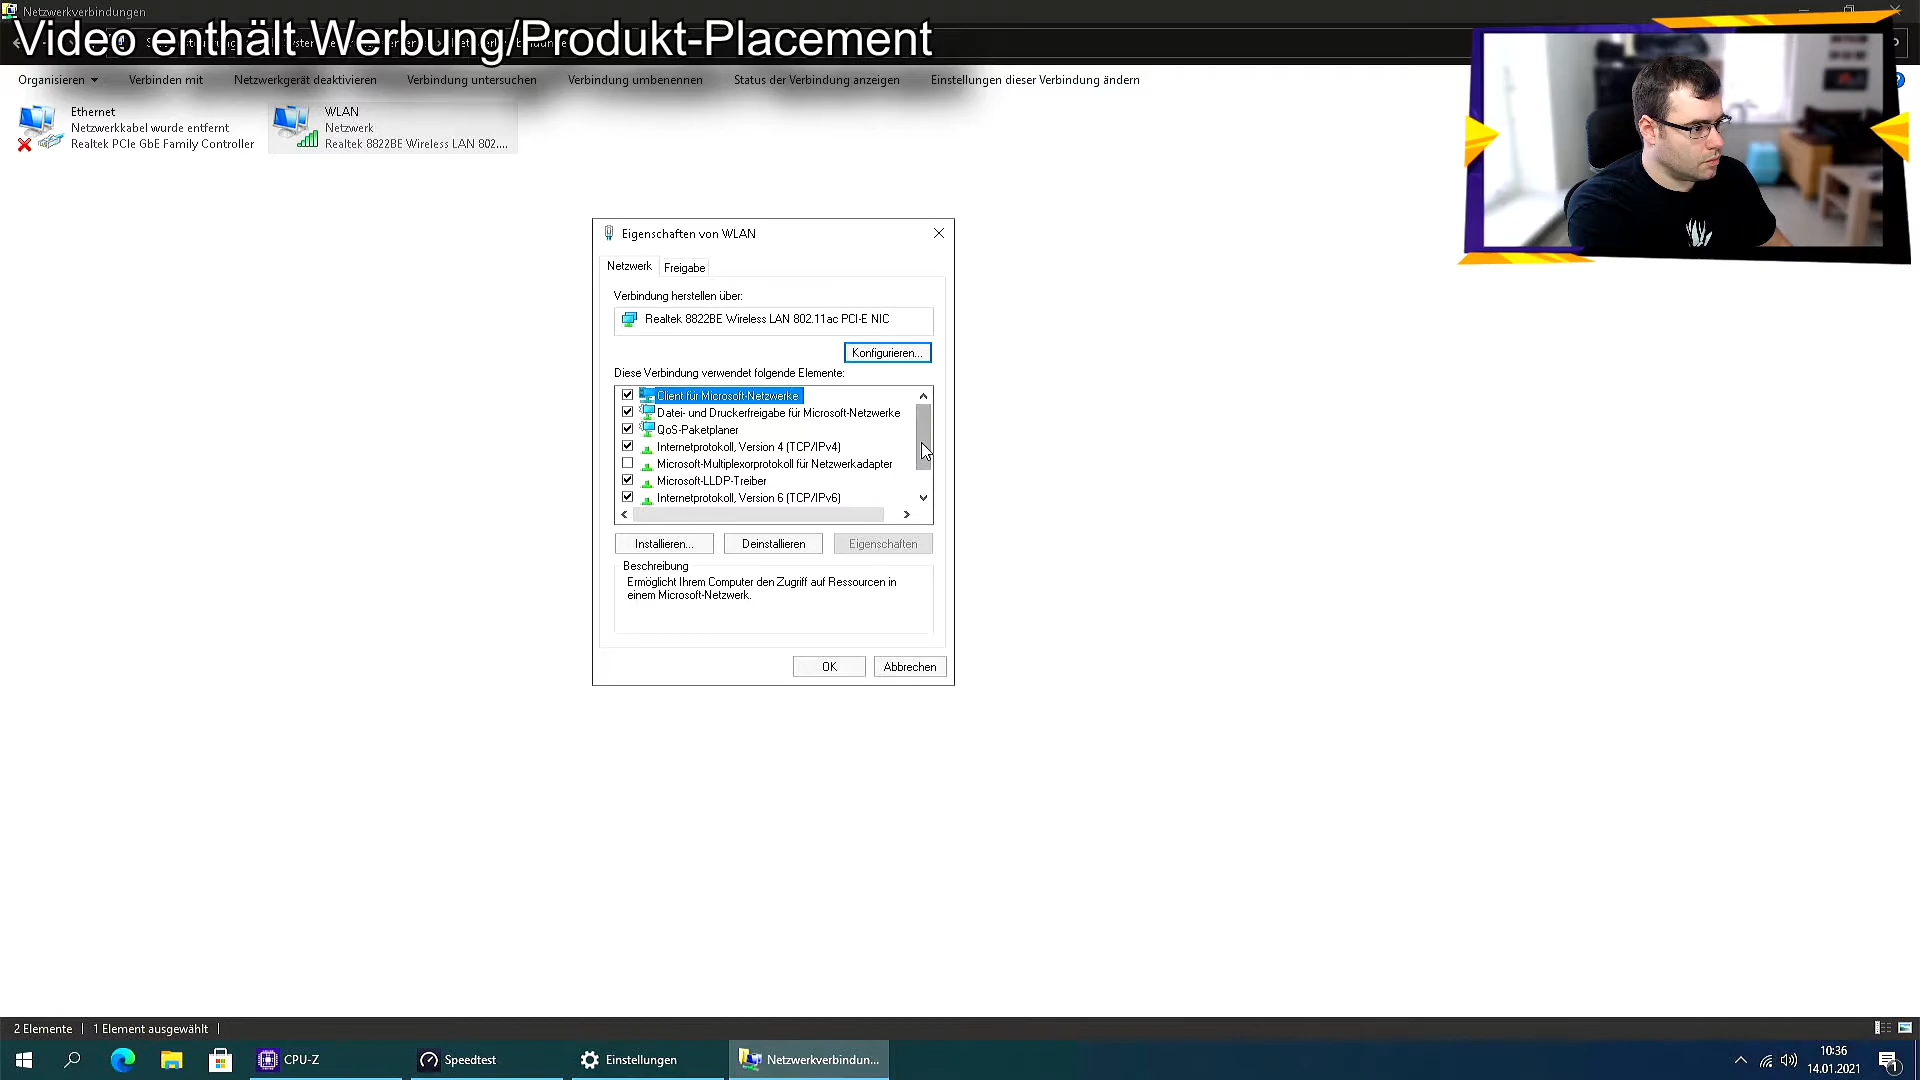 Netzwerkverbindungen
Video enthält Werbung/Produkt-Placement
Organisieren
Verbinden mit
Netzwerkgerät deaktivieren
Verbindung untersuchen
Verbindung umbenennen
Status der Verbindung anzeigen
Einstellungen dieser Verbindung ändern
Ethernet
Netzwerkkabel wurde entfernt
Realtek PCIe GbE Family Controller
WLAN
Netzwerk
Realtek 8822BE Wireless LAN 802....
Eigenschaften von WLAN
Netzwerk
Freigabe
Verbindung herstellen über:
Realtek 8822BE Wireless LAN 802.11ac PCI-E NIC
Konfigurieren...
Diese Verbindung verwendet folgende Elemente:
Client für Microsoft-Netzwerke
Datei- und Druckerfreigabe für Microsoft-Netzwerke
QoS-Paketplaner
Internetprotokoll, Version 4 (TCP/IPv4)
Microsoft-Multiplexorprotokoll für Netzwerkadapter
Microsoft-LLDP-Treiber
Internetprotokoll, Version 6 (TCP/IPv6)
Installieren...
Deinstallieren
Eigenschaften
Beschreibung
Ermöglicht Ihrem Computer den Zugriff auf Ressourcen in
einem Microsoft-Netzwerk.
OK
Abbrechen
2 Elemente
1 Element ausgewählt
CPU-Z
Speedtest
Einstellungen
Netzwerkverbindun...
10:36
14.01.2021
1